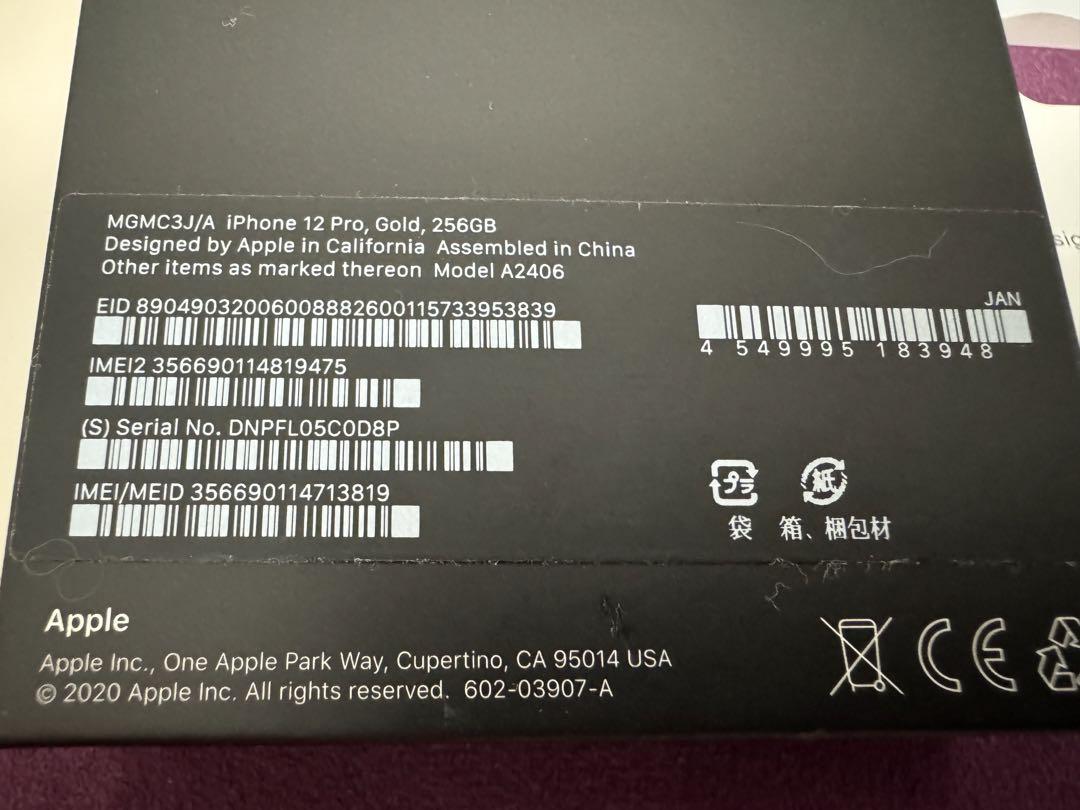 MGMC3J/A iPhone 12 Pro, Gold, 256GB
Designed by Apple in California Assembled in China
Other items as marked thereon Model A2406
EID 89049032006008882600115733953839
IMEI2 356690114819475
(S) Serial No. DNPFL05C0D8P
IMEI/MEID 356690114713819
JAN
4 549995 183948
プラ
紙
袋 箱、梱包材
Apple
Apple Inc., One Apple Park Way, Cupertino, CA 95014 USA
© 2020 Apple Inc. All rights reserved. 602-03907-A
CE